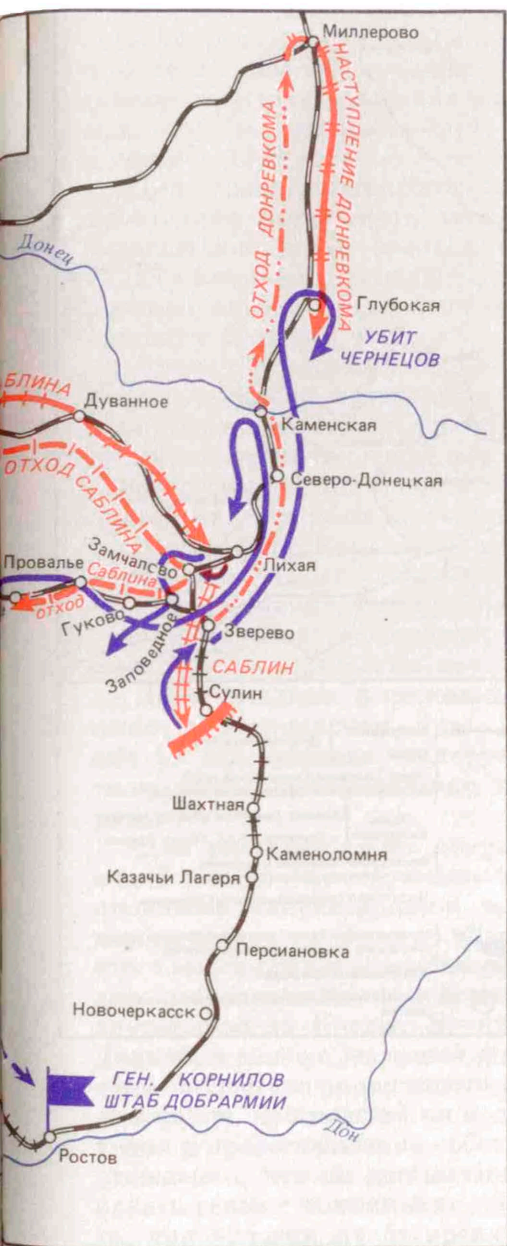 Миллерово
НАСТУПЛЕНИЕ ДОНРЕВКОМА
ОТХОД ДОНРЕВКОМА
Донец
Глубокая
УБИТ
ЧЕРНЕЦОВ
БЛИНА
Дуванное
Каменская
ОТХОД САБЛИНА
Северо-Донецкая
Замчалово
Лихая
Провалье
Саблина
отход
Гуково
Заповедное
Зверево
САБЛИН
Сулин
Шахтная
Каменоломня
Казачьи Лагеря
Персиановка
Новочеркасск
ГЕН. КОРНИЛОВ
ШТАБ ДОБРАРМИИ
Дон
Ростов